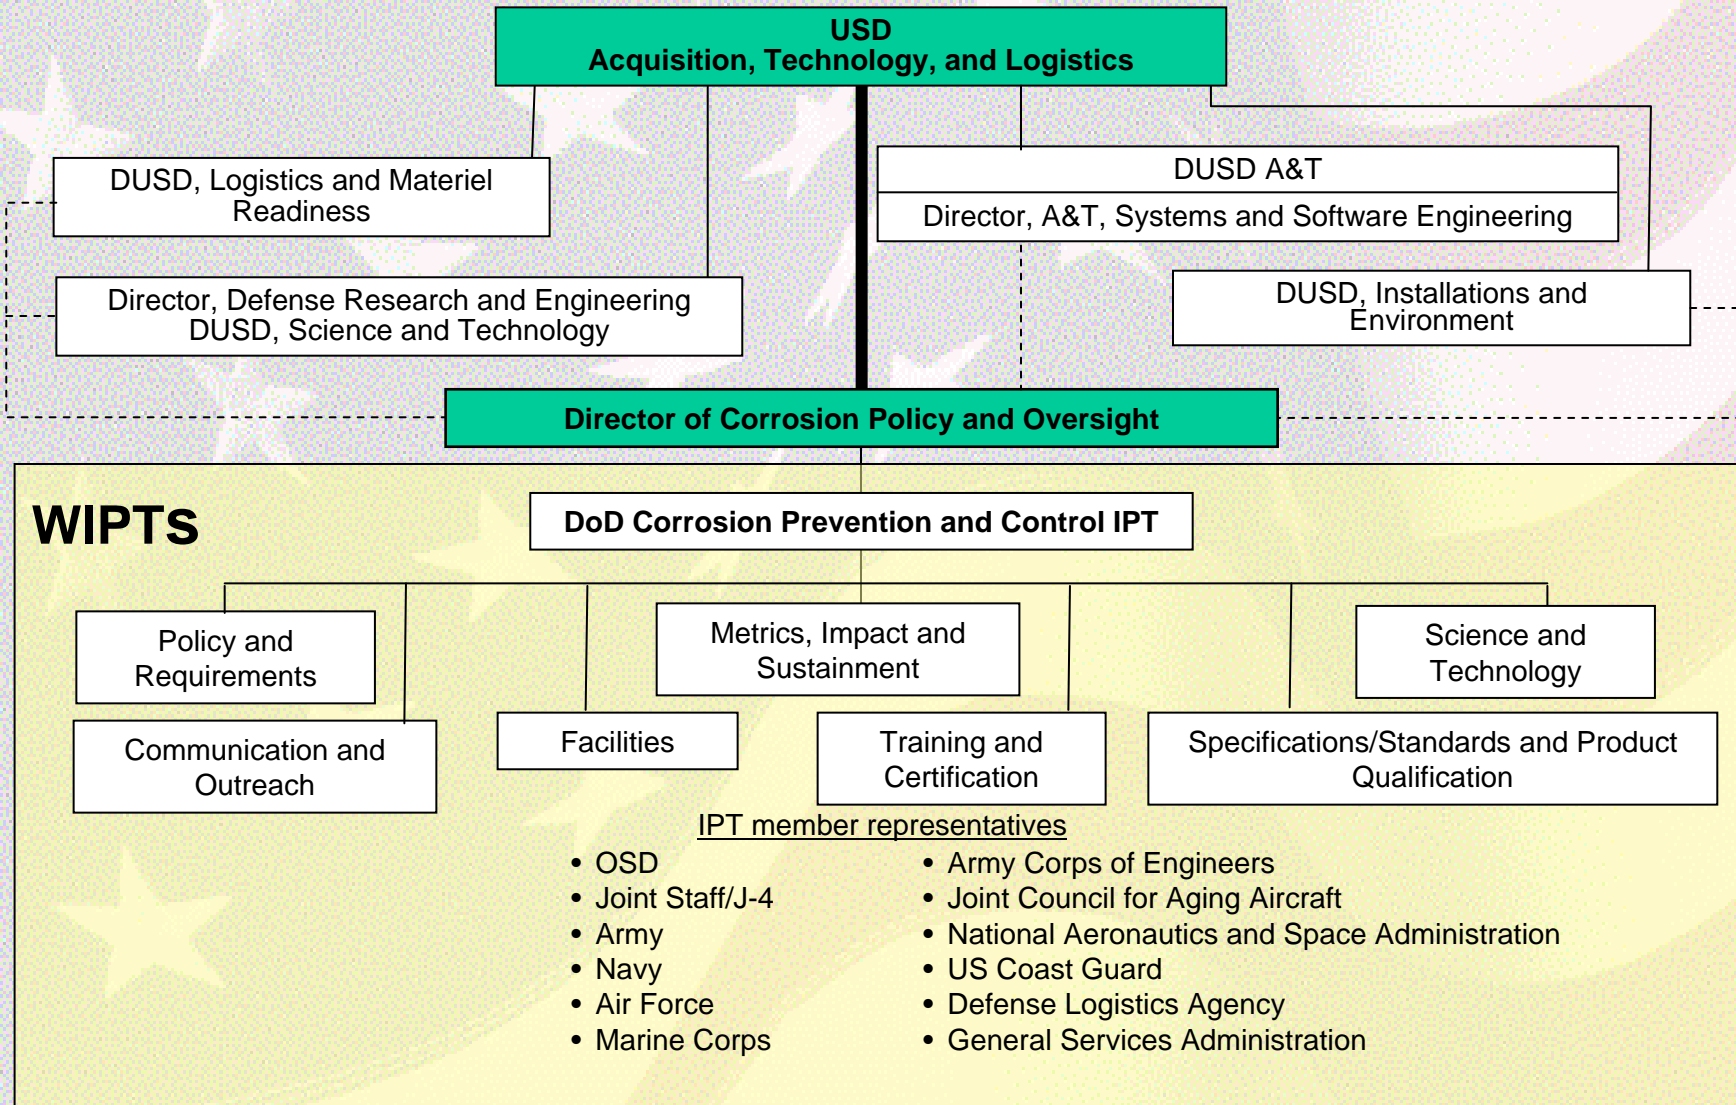 USD
Acquisition, Technology, and Logistics
DUSD, Logistics and Materiel
Readiness
DUSD A&T
Director, A&T, Systems and Software Engineering
Director, Defense Research and Engineering
DUSD, Science and Technology
DUSD, Installations and
Environment
Director of Corrosion Policy and Oversight
WIPTs
DoD Corrosion Prevention and Control IPT
Policy and
Requirements
Metrics, Impact and
Sustainment
Science and
Technology
Communication and
Outreach
Facilities
Training and
Certification
Specifications/Standards and Product
Qualification
IPT member representatives
• OSD
• Joint Staff/J-4
• Army
• Navy
• Air Force
• Marine Corps
• Army Corps of Engineers
• Joint Council for Aging Aircraft
• National Aeronautics and Space Administration
• US Coast Guard
• Defense Logistics Agency
• General Services Administration